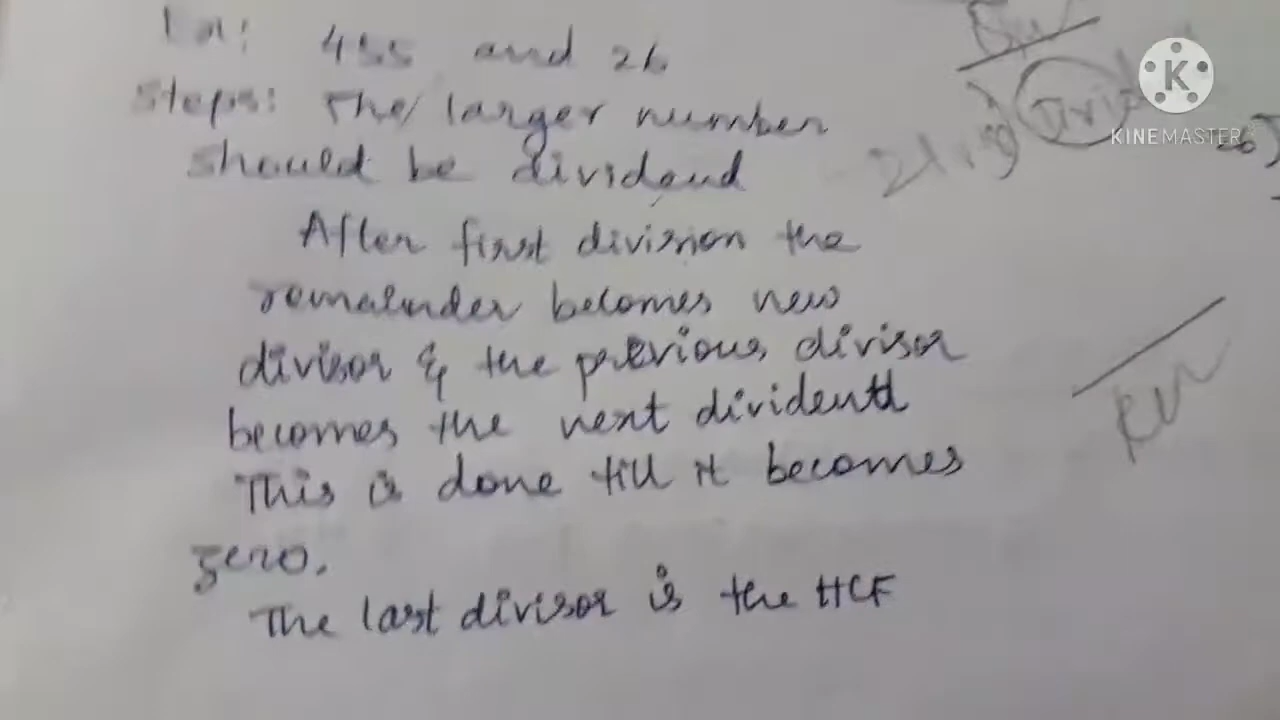 Ex: 455 and 26
Steps: The larger number
should be dividend
After first division the
remainder becomes new
divisor & the previous divisor
becomes the next dividentd
This is done till it becomes
zero.
The last divisor is the HCF
KINEMASTER